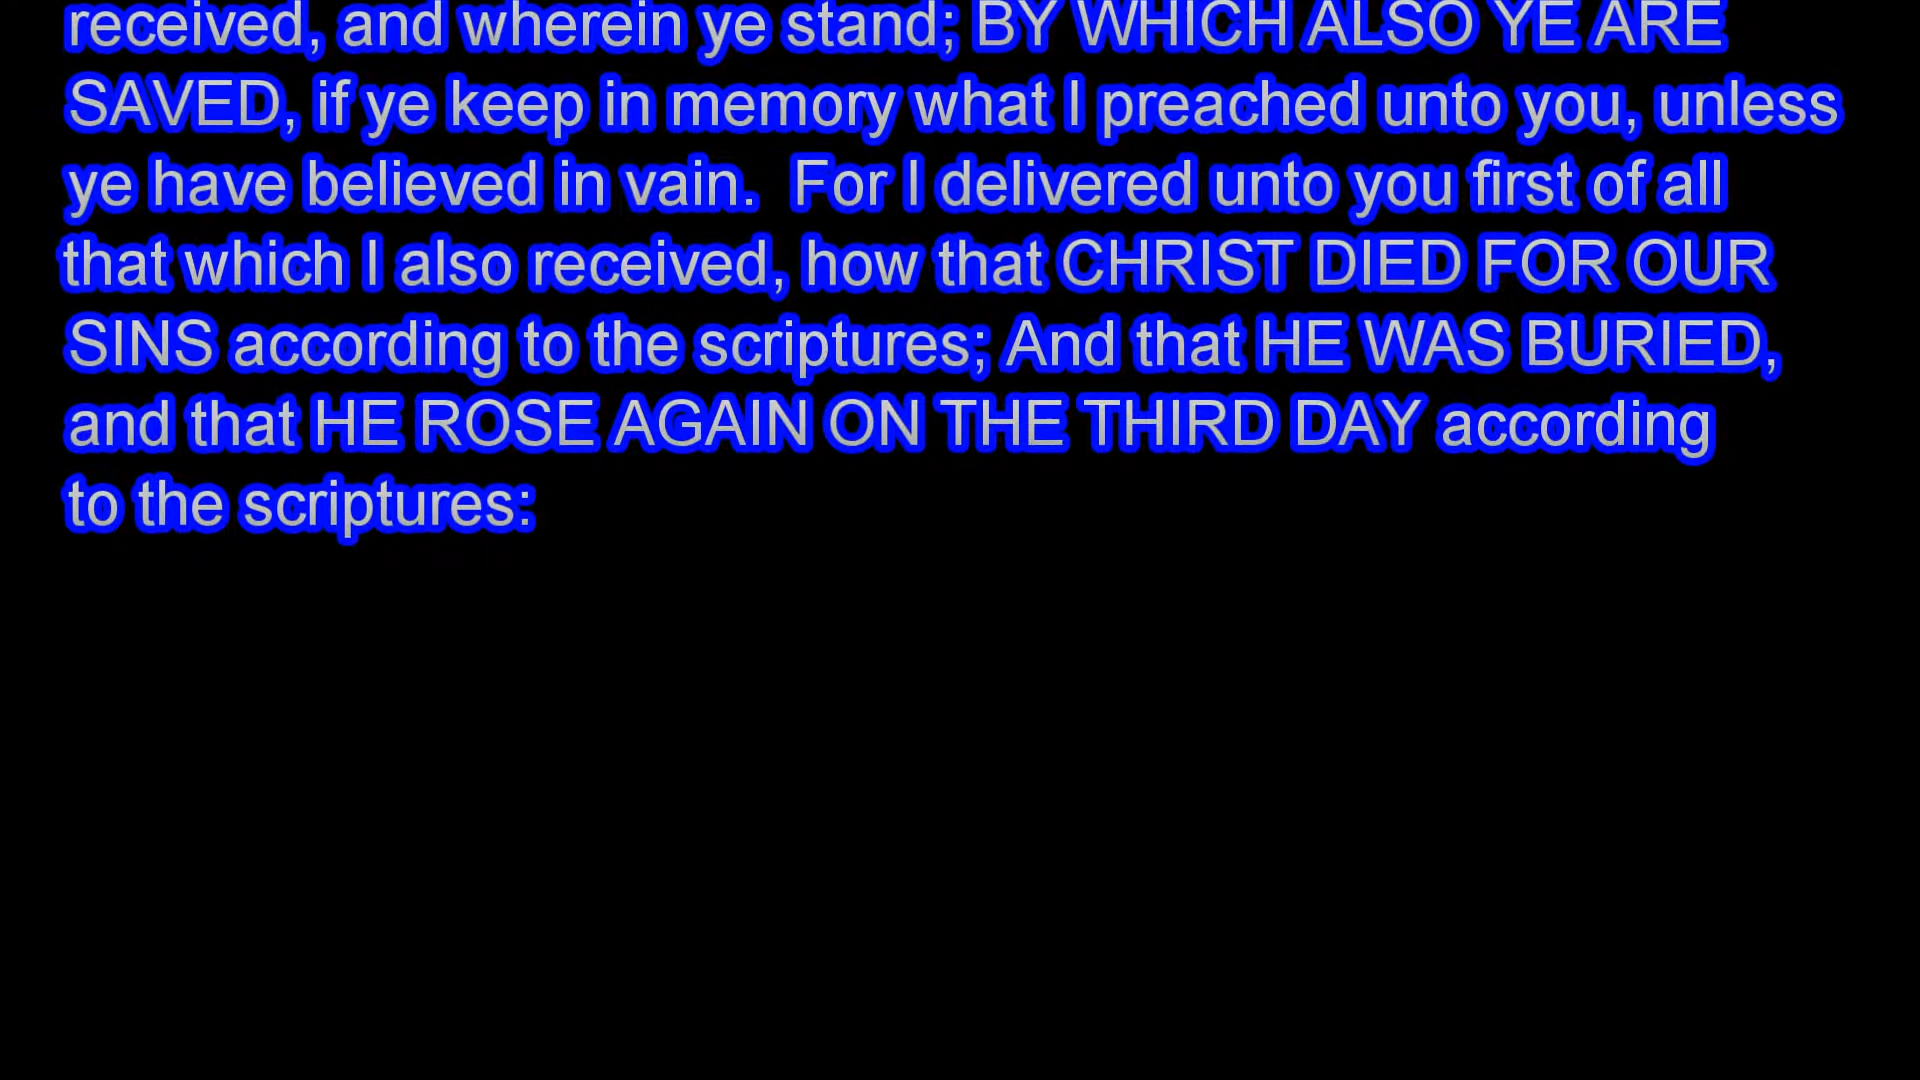 received, and wherein ye stand; BY WHICH ALSO YE ARE
SAVED, if ye keep in memory what I preached unto you, unless
ye have believed in vain.  For I delivered unto you first of all
that which I also received, how that CHRIST DIED FOR OUR
SINS according to the scriptures; And that HE WAS BURIED,
and that HE ROSE AGAIN ON THE THIRD DAY according
to the scriptures: